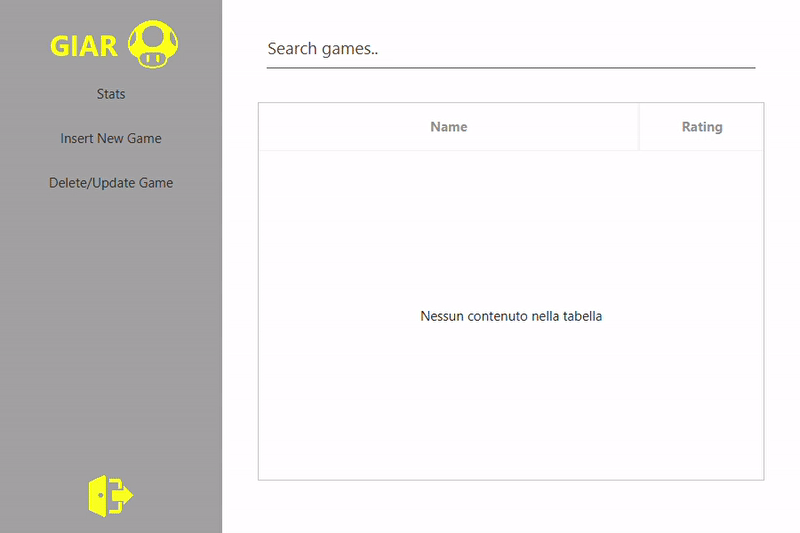 GIAR
Stats
Insert New Game
Delete/Update Game
Search games..
Name
Rating
Nessun contenuto nella tabella